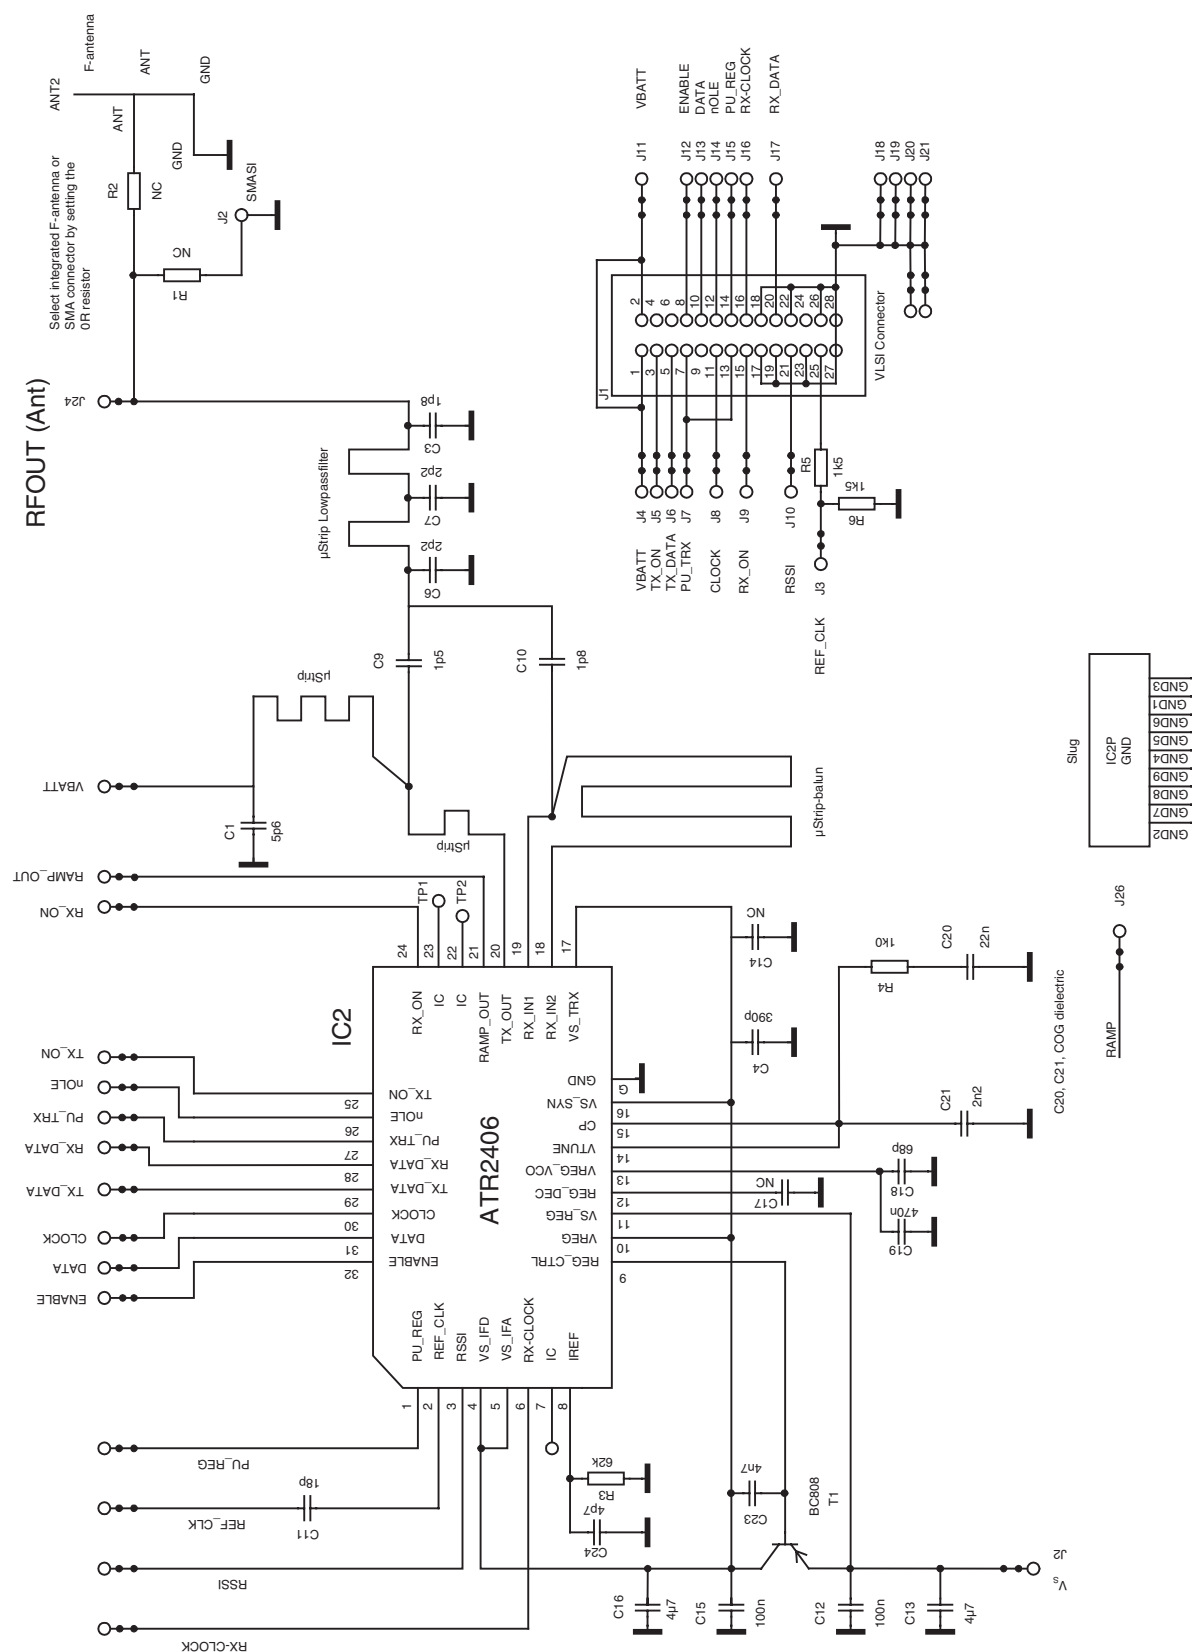 RFOUT (Ant)
Select integrated F-antenna or
SMA connector by setting the
0R resistor
ANT2
F-antenna
ANT
GND
ANT
GND
R2
NC
NC
R1
J2
SMASI
J24
µStrip Lowpassfilter
1p8
C3
2p2
C7
2p2
C6
C9
1p5
C10
1p8
µStrip
µStrip
µStrip-balun
VBATT
C1
5p6
RAMP_OUT
RX_ON
TP1
TP2
IC2
ATR2406
24
23
22
21
20
19
18
17
RX_ON
IC
IC
RAMP_OUT
TX_OUT
RX_IN1
RX_IN2
VS_TRX
TX_ON
nOLE
PU_TRX
RX_DATA
TX_DATA
CLOCK
DATA
ENABLE
25
26
27
28
29
30
31
32
TX_ON
nOLE
PU_TRX
RX_DATA
TX_DATA
CLOCK
DATA
ENABLE
GND
VS_SYN
CP
VTUNE
VREG_VCO
REG_DEC
VS_REG
VREG
REG_CTRL
G
16
15
14
13
12
11
10
9
PU_REG
REF_CLK
RSSI
VS_IFD
VS_IFA
RX-CLOCK
IC
IREF
1
2
3
4
5
6
7
8
PU_REG
REF_CLK
RSSI
RX-CLOCK
18p
C11
62k
R3
4p7
C24
4n7
C23
BC808
T1
C16
4µ7
C15
100n
C12
100n
C13
4µ7
J2
Vs
NC
C14
390p
C4
1k0
R4
C20
22n
C21
2n2
C20, C21, COG dielectric
NC
C17
68p
C18
470n
C19
VBATT
ENABLE
DATA
nOLE
PU_REG
RX-CLOCK
RX_DATA
J11
J12
J13
J14
J15
J16
J17
J18
J19
J20
J21
J1
2
4
6
8
10
12
14
16
18
20
22
24
26
28
1
3
5
7
9
11
13
15
17
19
21
23
25
27
VLSI Connector
J4
J5
J6
J7
J8
J9
J10
VBATT
TX_ON
TX_DATA
PU_TRX
CLOCK
RX_ON
RSSI
REF_CLK
J3
R5
1k5
1k5
R6
Slug
IC2P
GND
GND3
GND1
GND6
GND5
GND4
GND9
GND8
GND7
GND2
RAMP
J26